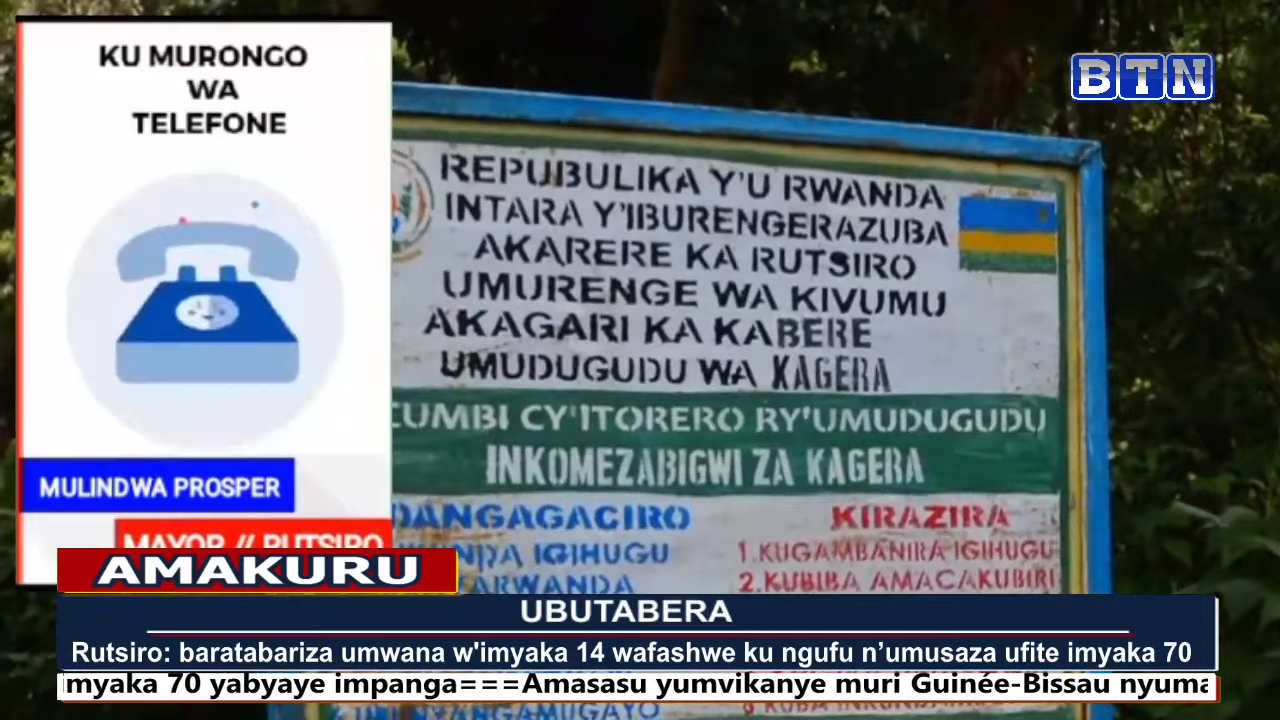 KU MURONGO
WA
TELEFONE
MULINDWA PROSPER
MAYOR // RUTSIRO
BTN
REPUBULIKA Y'U RWANDA
INTARA Y'IBURENGERAZUBA
AKARERE KA RUTSIRO
UMURENGE WA KIVUMU
AKAGARI KA KABERE
UMUDUGUDU WA KAGERA
CY'ITORERO RY'UMUDUGUDU
INKOMEZABIGWI ZA KAGERA
KIRAZIRA
IGIHUGU
1.KUGAMBANIRA IGIHUGU
2.KUBIBA AMACAKUBIRI
AMAKURU
UBUTABERA
Rutsiro: baratabariza umwana w'imyaka 14 wafashwe ku ngufu n’umusaza ufite imyaka 70
imyaka 70 yabyaye impanga===Amasasu yumvikanye muri Guinée-Bissau nyuma